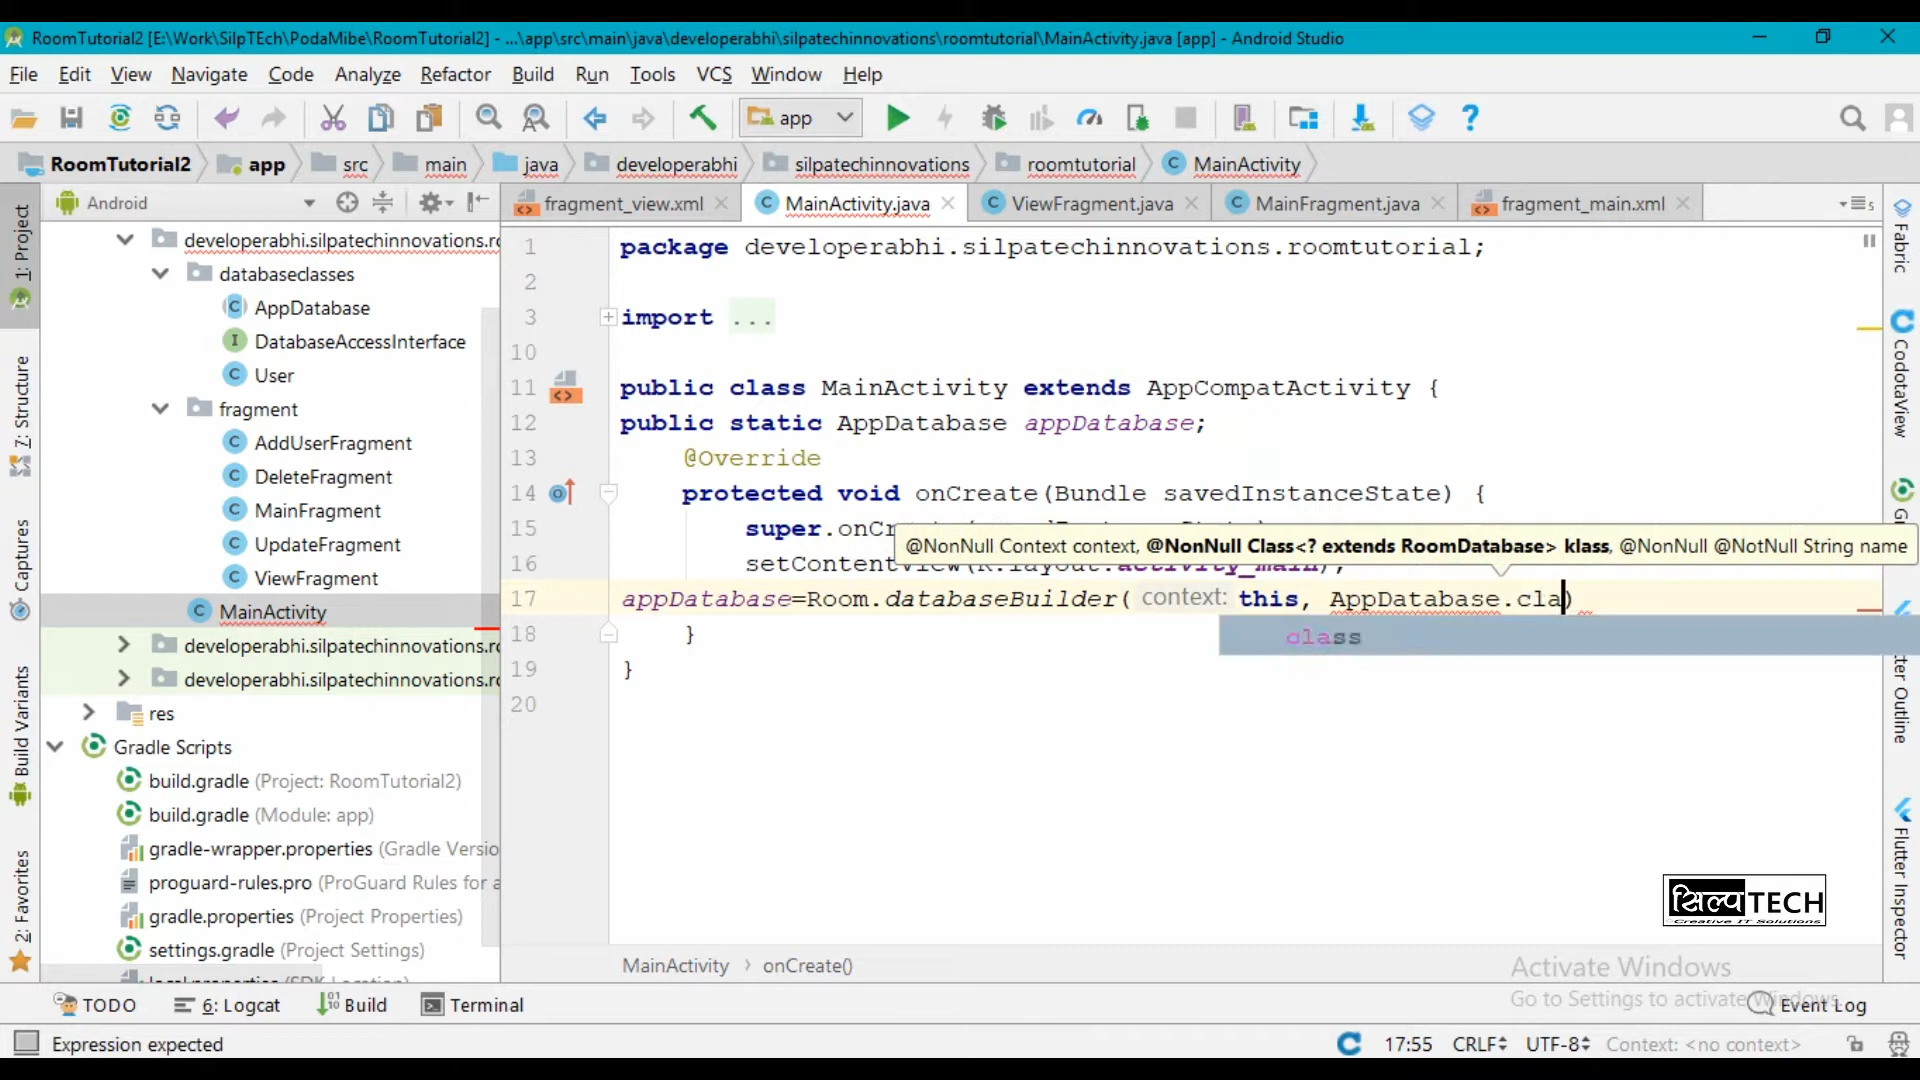 RoomTutorial2 [E:\Work\SilpTEch\PodaMibe\RoomTutorial2] - ...\app\src\main\java\developerabhi\silpatechinnovations\roomtutorial\MainActivity.java [app] - Android Studio
File Edit View Navigate Code Analyze Refactor Build Run Tools VCS Window Help
app
RoomTutorial2 app src main java developerabhi silpatechinnovations roomtutorial MainActivity
Android
fragment_view.xml MainActivity.java ViewFragment.java MainFragment.java fragment_main.xml
1: Project
7: Structure
Captures
Build Variants
2: Favorites
developerabhi.silpatechinnovations.ro
databaseclasses
AppDatabase
DatabaseAccessInterface
User
fragment
AddUserFragment
DeleteFragment
MainFragment
UpdateFragment
ViewFragment
MainActivity
developerabhi.silpatechinnovations.ro
developerabhi.silpatechinnovations.ro
res
Gradle Scripts
build.gradle (Project: RoomTutorial2)
build.gradle (Module: app)
gradle-wrapper.properties (Gradle Versio
proguard-rules.pro (ProGuard Rules for a
gradle.properties (Project Properties)
settings.gradle (Project Settings)
1 package developerabhi.silpatechinnovations.roomtutorial;
2
3 import ...
10
11 public class MainActivity extends AppCompatActivity {
12 public static AppDatabase appDatabase;
13 @Override
14 protected void onCreate(Bundle savedInstanceState) {
15 super.onCr
@NonNull Context context, @NonNull Class<? extends RoomDatabase> klass, @NonNull @NotNull String name
16 setContentView(R.layout.activity_main);
17 appDatabase=Room.databaseBuilder( context: this, AppDatabase.cla)
class
18 }
19 }
20
Fabric
CodotaView
Flutter Inspector
सिल्पTECH
Creative IT Solutions
MainActivity › onCreate()
Activate Windows
Go to Settings to activate Windows.
TODO 6: Logcat Build Terminal Event Log
Expression expected 17:55 CRLF UTF-8 Context: <no context>